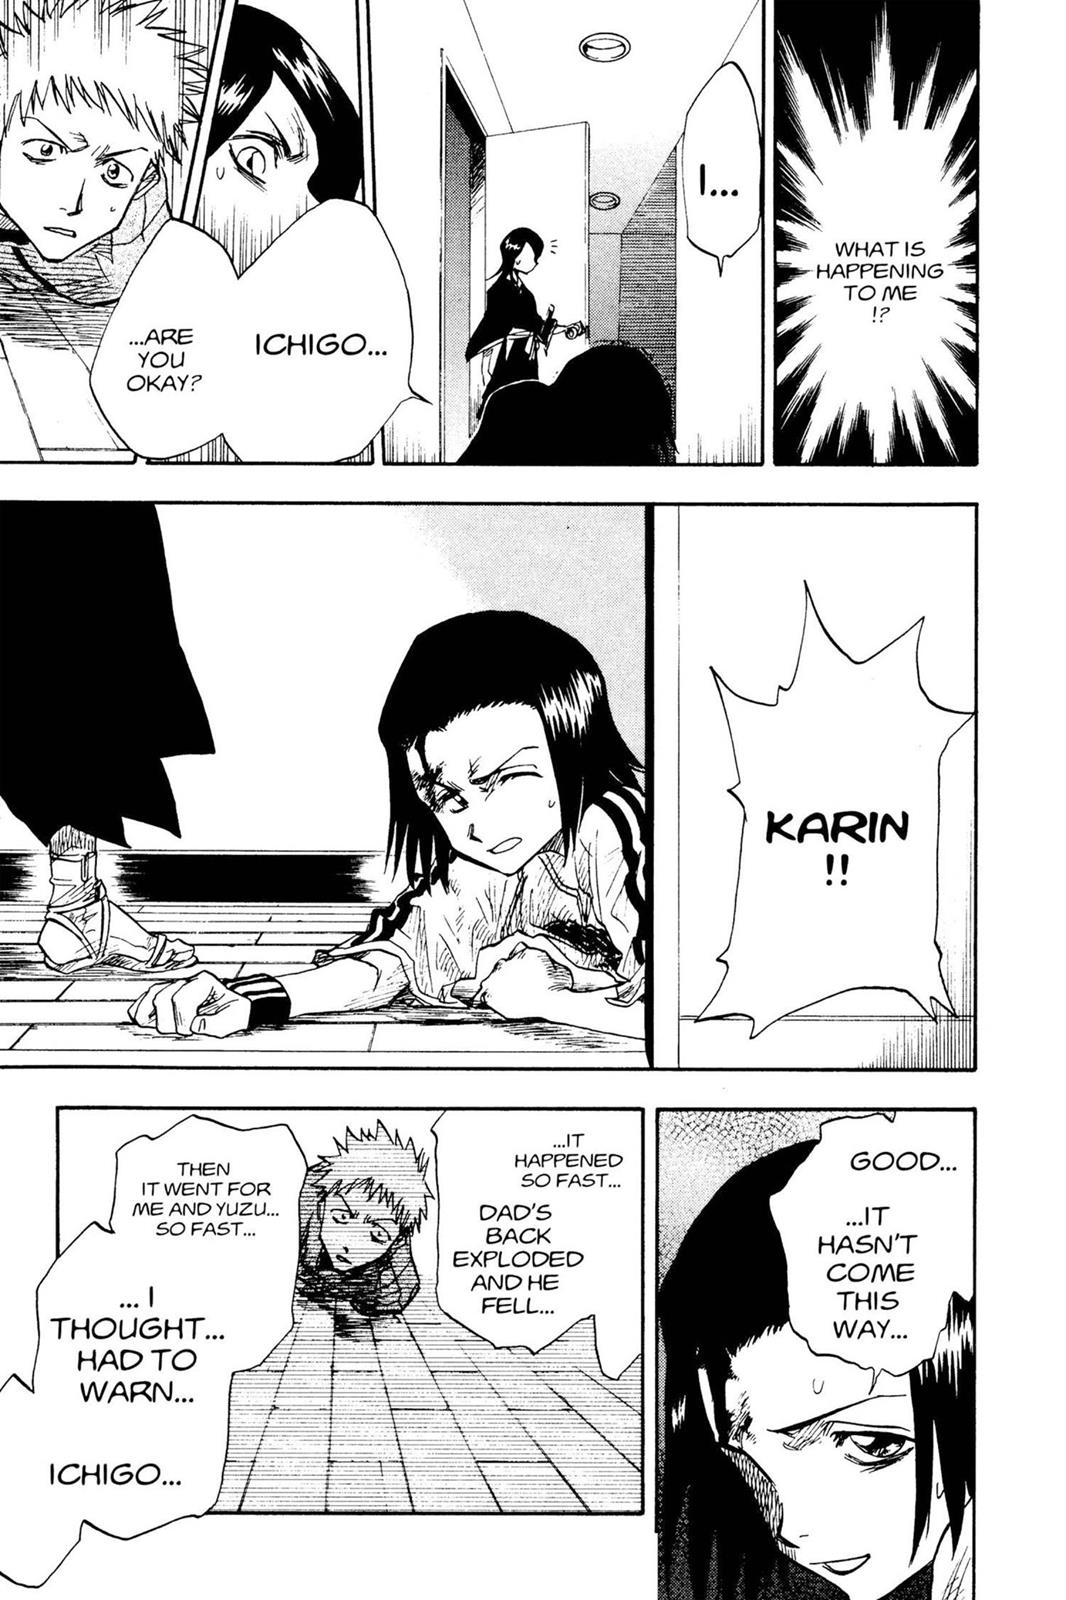 WHAT IS
HAPPENING
TO ME
!?
I...
ICHIGO...
...ARE
YOU
OKAY?
KARIN
!!
GOOD...
...IT
HASN'T
COME
THIS
WAY...
...IT
HAPPENED
SO FAST...
DAD'S
BACK
EXPLODED
AND HE
FELL...
THEN
IT WENT FOR
ME AND YUZU...
SO FAST...
...I
THOUGHT...
HAD TO
WARN...
ICHIGO...